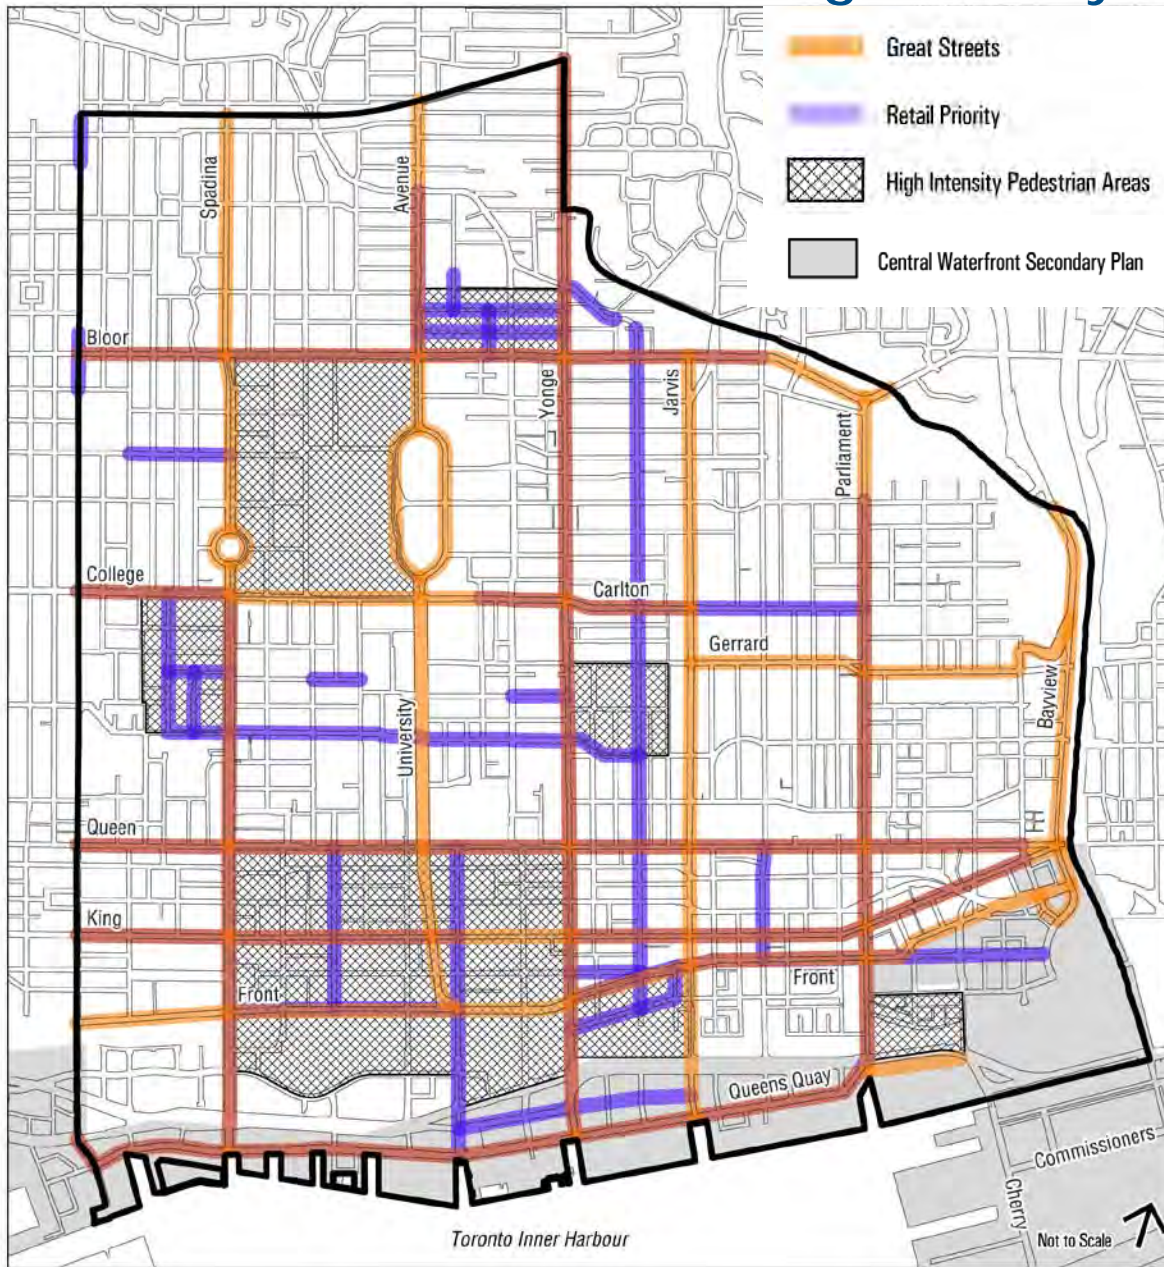 Great Streets
Retail Priority
High Intensity Pedestrian Areas
Central Waterfront Secondary Plan
Spadina
Avenue
Bloor
Yonge
Jarvis
Parliament
College
Carlton
Gerrard
University
Bayview
Queen
King
Front
Front
Queens Quay
Commissioners
Cherry
Toronto Inner Harbour
Not to Scale